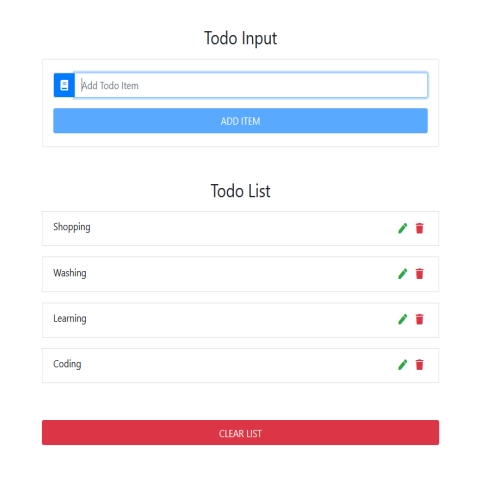 Todo Input
Add Todo Item
ADD ITEM
Todo List
Shopping
Washing
Learning
Coding
CLEAR LIST